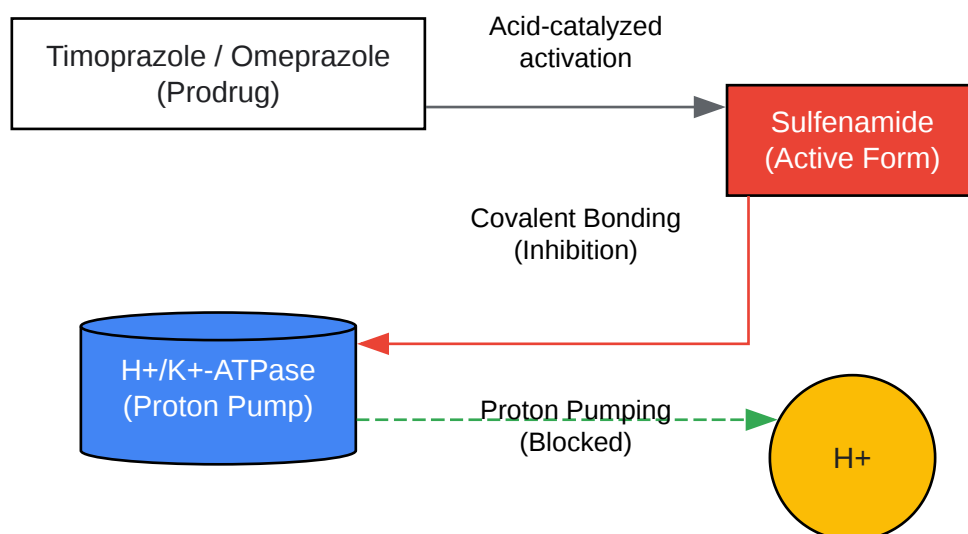 Timoprazole / Omeprazole
(Prodrug)
Acid-catalyzed
activation
Sulfenamide
(Active Form)
Covalent Bonding
(Inhibition)
H+/K+-ATPase
(Proton Pump)
Proton Pumping
(Blocked)
H+